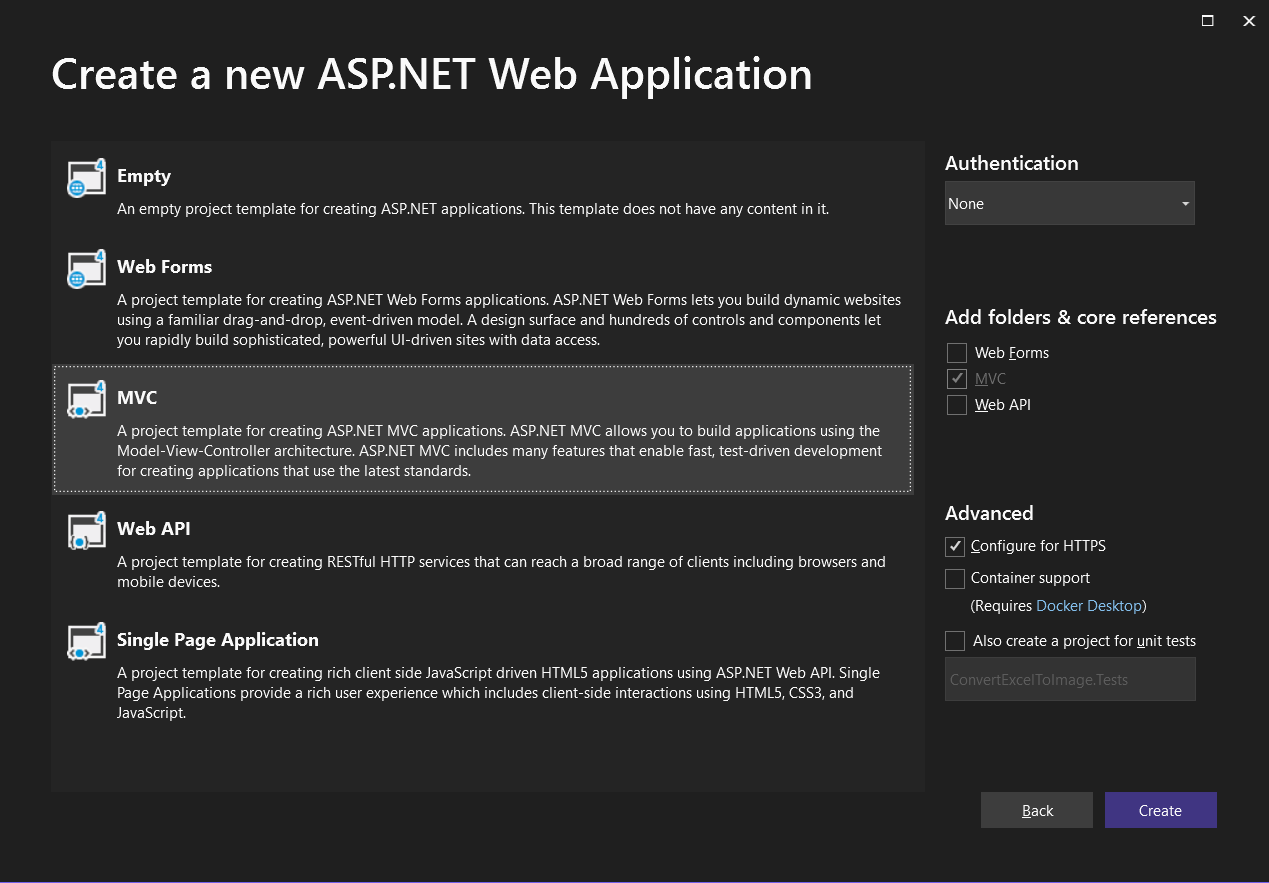 Create a new ASP.NET Web Application
Empty
An empty project template for creating ASP.NET applications. This template does not have any content in it.
Web Forms
A project template for creating ASP.NET Web Forms applications. ASP.NET Web Forms lets you build dynamic websites
using a familiar drag-and-drop, event-driven model. A design surface and hundreds of controls and components let
you rapidly build sophisticated, powerful UI-driven sites with data access.
MVC
A project template for creating ASP.NET MVC applications. ASP.NET MVC allows you to build applications using the
Model-View-Controller architecture. ASP.NET MVC includes many features that enable fast, test-driven development
for creating applications that use the latest standards.
Web API
A project template for creating RESTful HTTP services that can reach a broad range of clients including browsers and
mobile devices.
Single Page Application
A project template for creating rich client side JavaScript driven HTML5 applications using ASP.NET Web API. Single
Page Applications provide a rich user experience which includes client-side interactions using HTML5, CSS3, and
JavaScript.
Authentication
None
Add folders & core references
Web Forms
MVC
Web API
Advanced
Configure for HTTPS
Container support
(Requires Docker Desktop)
Also create a project for unit tests
ConvertExcelToImage.Tests
Back
Create
4
4
4
4
4